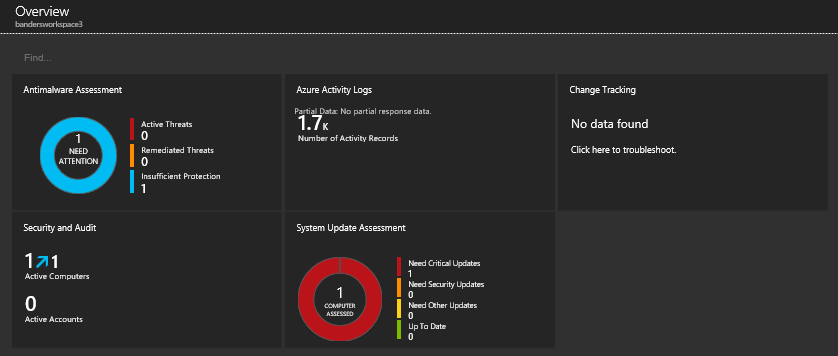 Overview
bandersworkspace3
Find...
Antimalware Assessment
1
NEED
ATTENTION
Active Threats
0
Remediated Threats
0
Insufficient Protection
1
Azure Activity Logs
Partial Data: No partial response data.
1.7K
Number of Activity Records
Change Tracking
No data found
Click here to troubleshoot.
Security and Audit
1 1
Active Computers
0
Active Accounts
System Update Assessment
1
COMPUTER
ASSESSED
Need Critical Updates
1
Need Security Updates
0
Need Other Updates
0
Up To Date
0